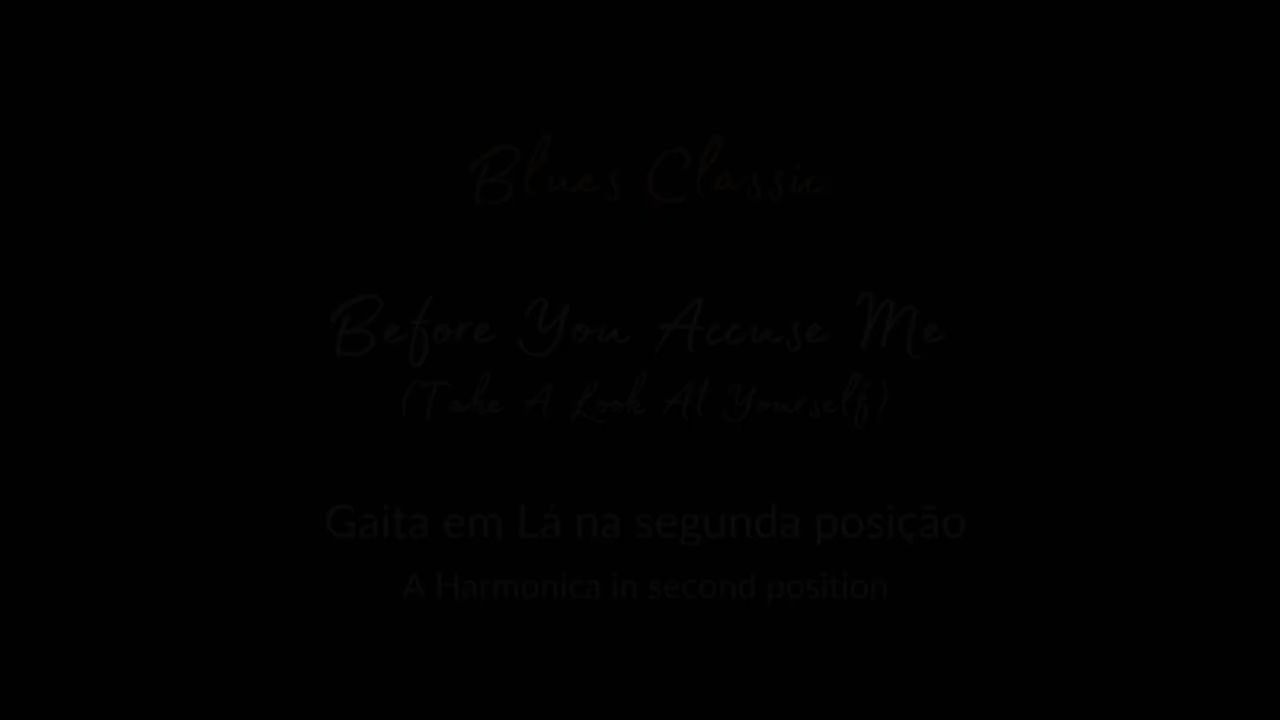 Blues Classic
Before You Accuse Me
(Take A Look At Yourself)
Gaita em Lá na segunda posição
A Harmonica in second position